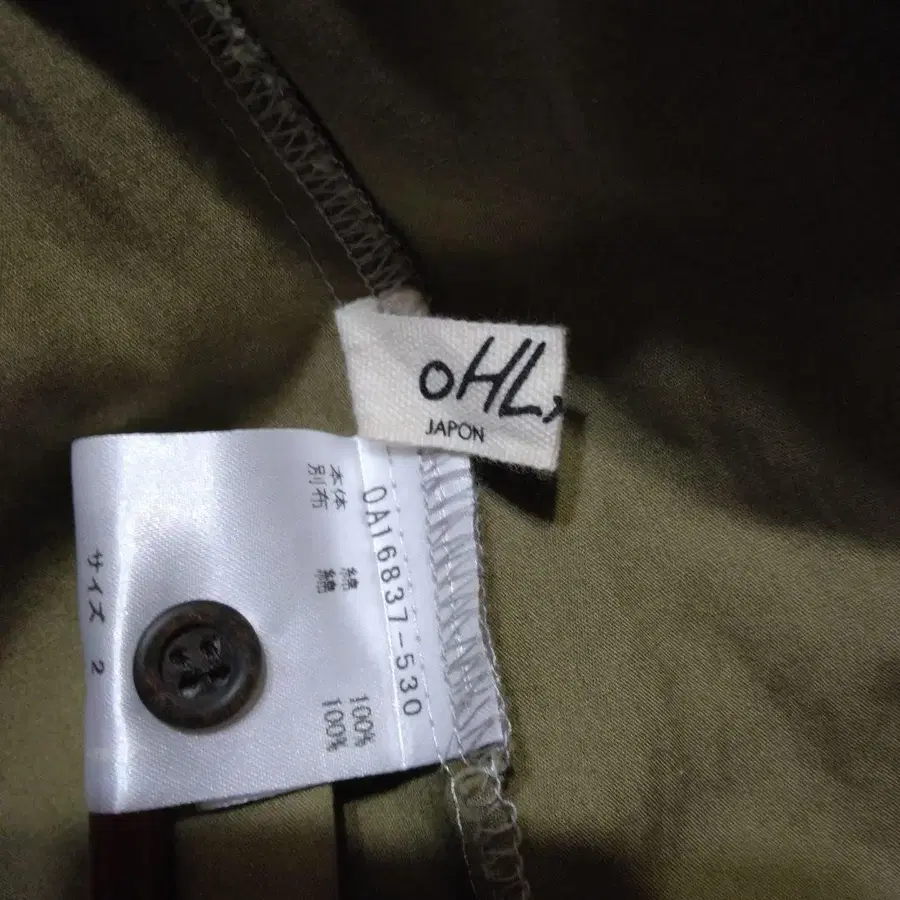 oHL,
JAPON
0A16837-530
本体 綿 100%
別布 綿 100%
サイズ 2